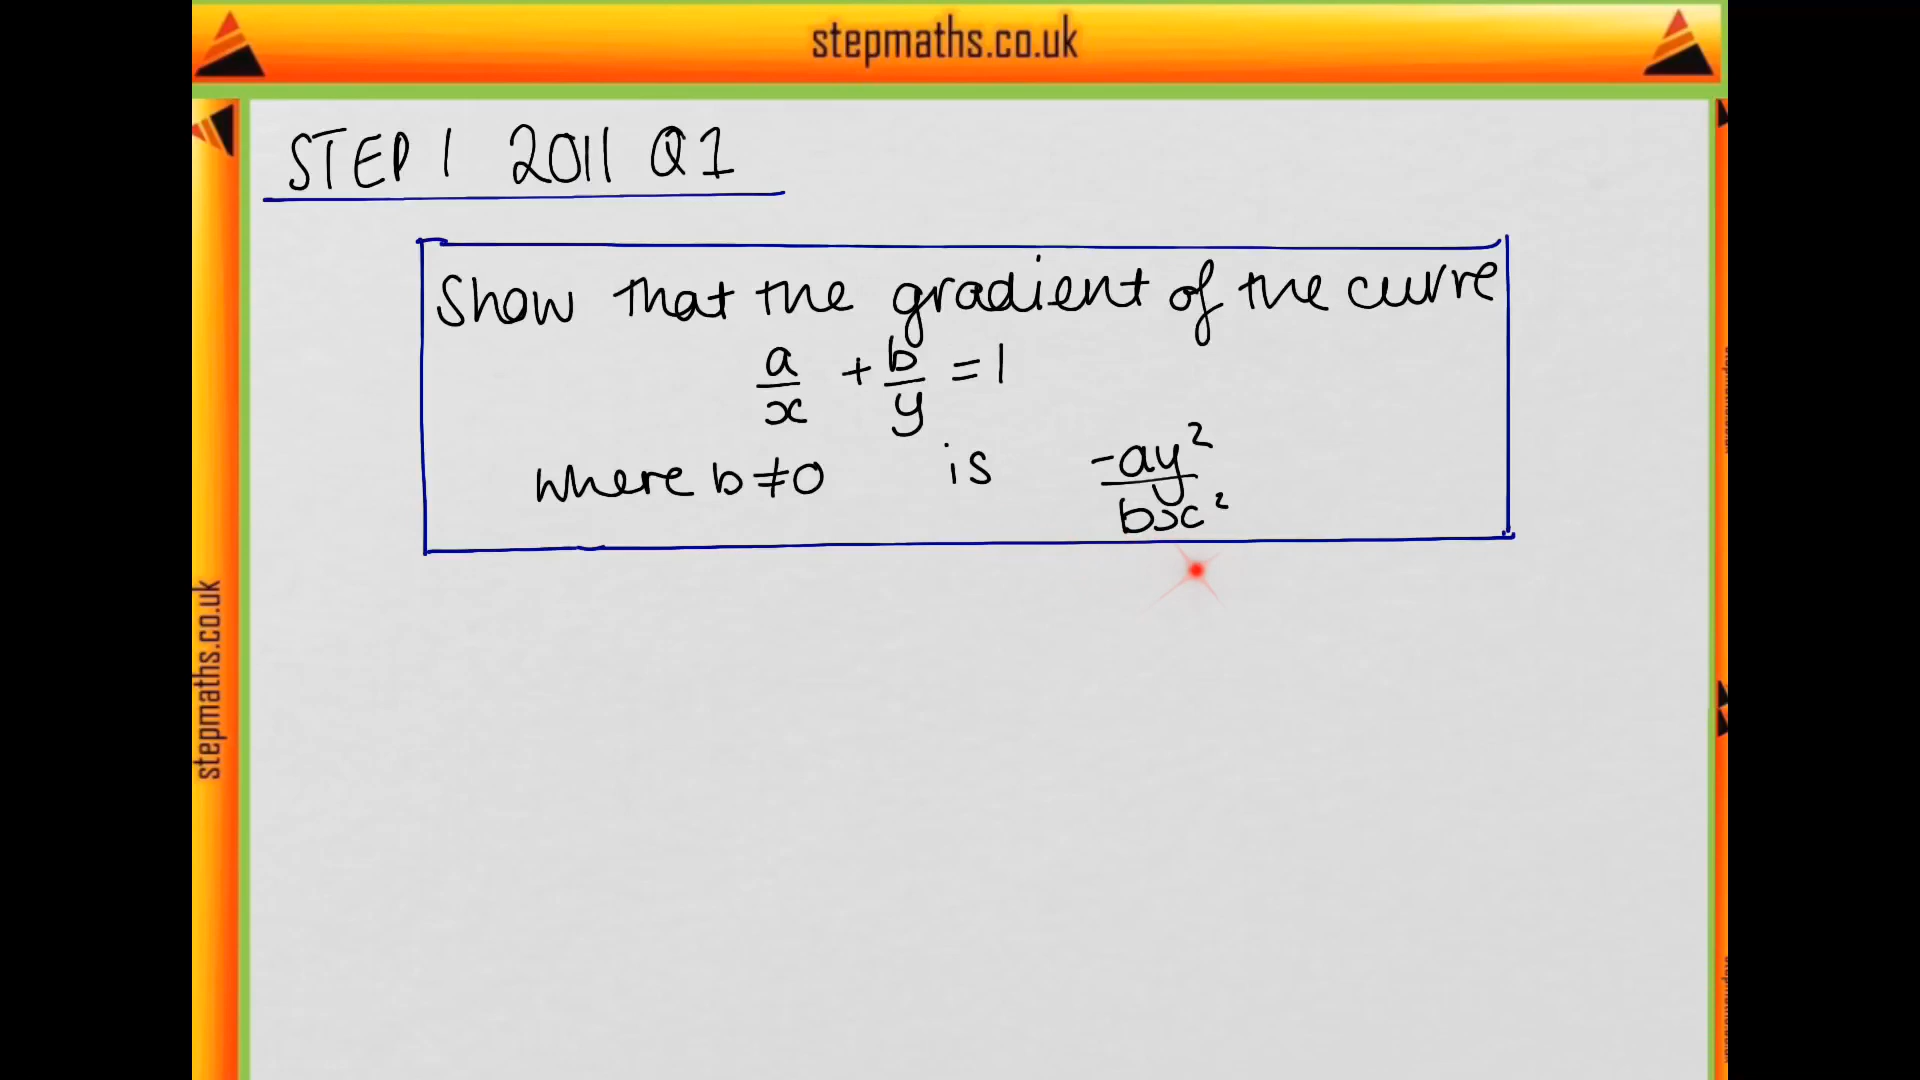 stepmaths.co.uk
STEP 1 2011 Q1
Show that the gradient of the curve
a/x + b/y = 1
where b ≠ 0 is -ay²/bx²
stepmaths.co.uk